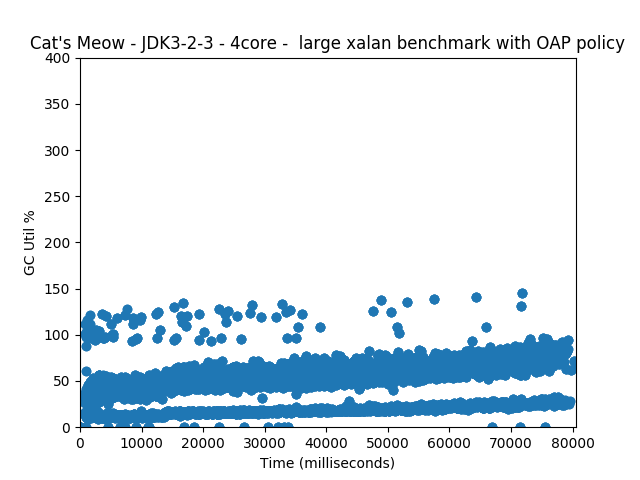 Cat's Meow - JDK3-2-3 - 4core -  large xalan benchmark with OAP policy
400
350
300
250
200
150
100
50
0
GC Util %
0 10000 20000 30000 40000 50000 60000 70000 80000
Time (milliseconds)